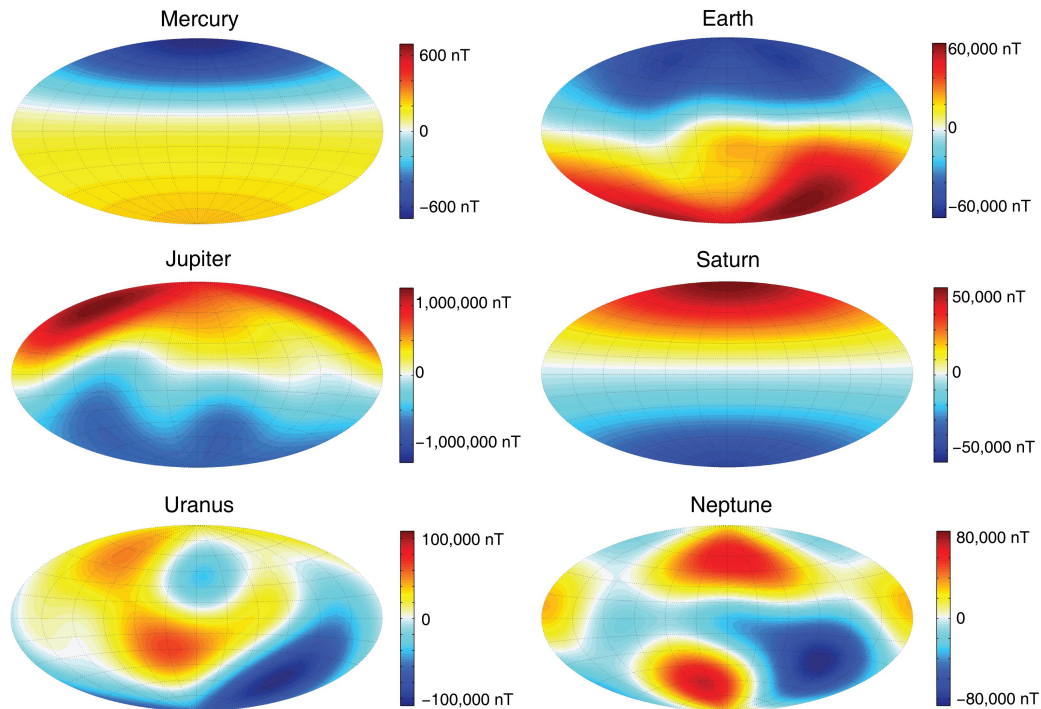 Mercury
600 nT
0
−600 nT
Earth
60,000 nT
0
−60,000 nT
Jupiter
1,000,000 nT
0
−1,000,000 nT
Saturn
50,000 nT
0
−50,000 nT
Uranus
100,000 nT
0
−100,000 nT
Neptune
80,000 nT
0
−80,000 nT